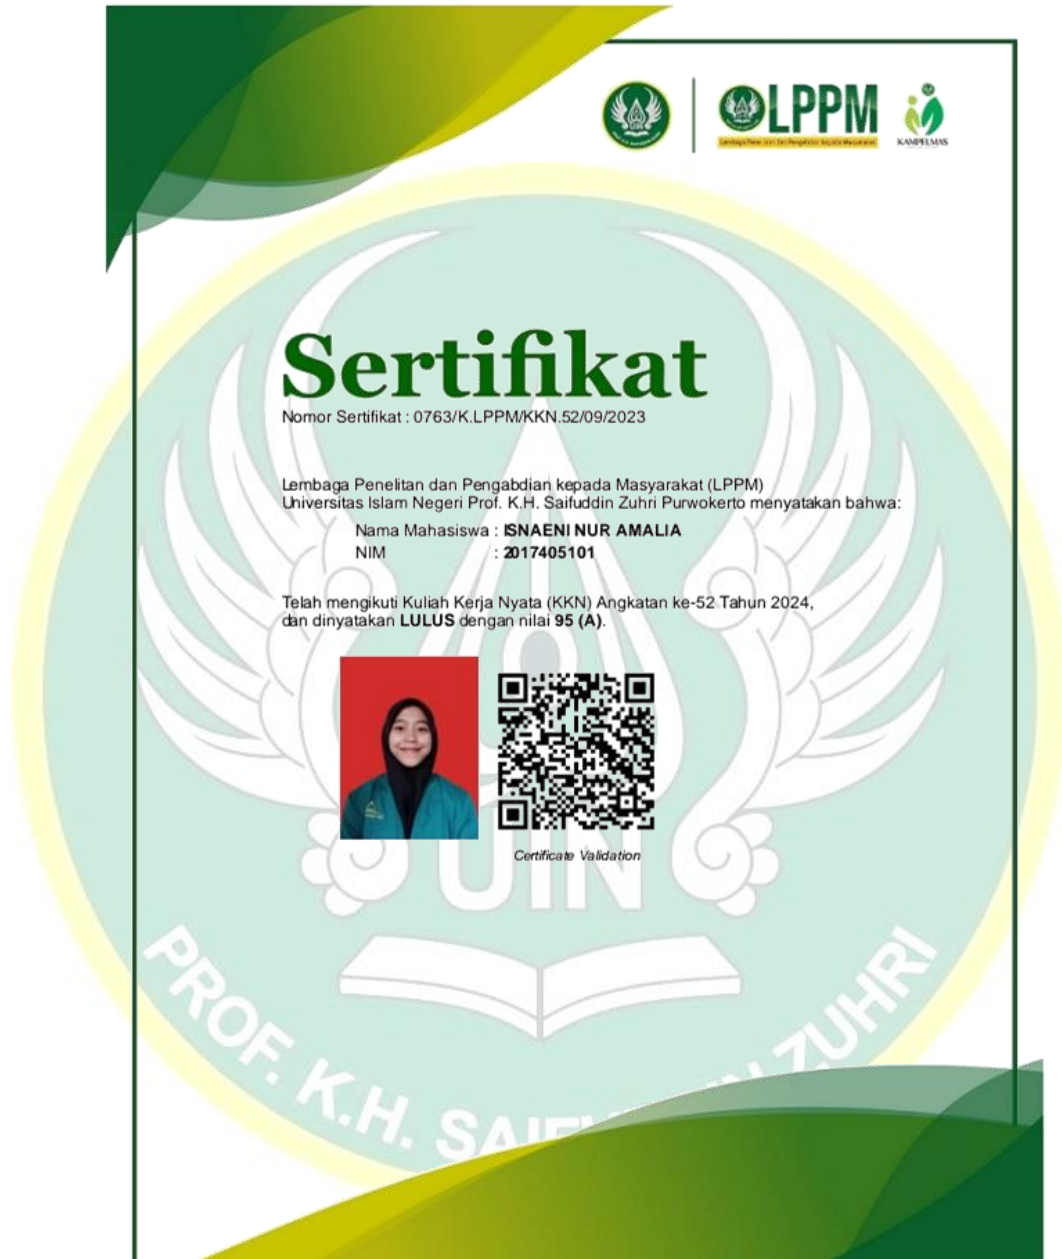 UIN
LPPM
KAMPELMAS
Sertifikat
Nomor Sertifikat : 0763/K.LPPM/KKN.52/09/2023
Lembaga Penelitan dan Pengabdian kepada Masyarakat (LPPM)
Universitas Islam Negeri Prof. K.H. Saifuddin Zuhri Purwokerto menyatakan bahwa:
Nama Mahasiswa : ISNAENI NUR AMALIA
NIM : 2017405101
Telah mengikuti Kuliah Kerja Nyata (KKN) Angkatan ke-52 Tahun 2024,
dan dinyatakan LULUS dengan nilai 95 (A).
Certificate Validation
UIN
PROF. K.H. ZUHRI